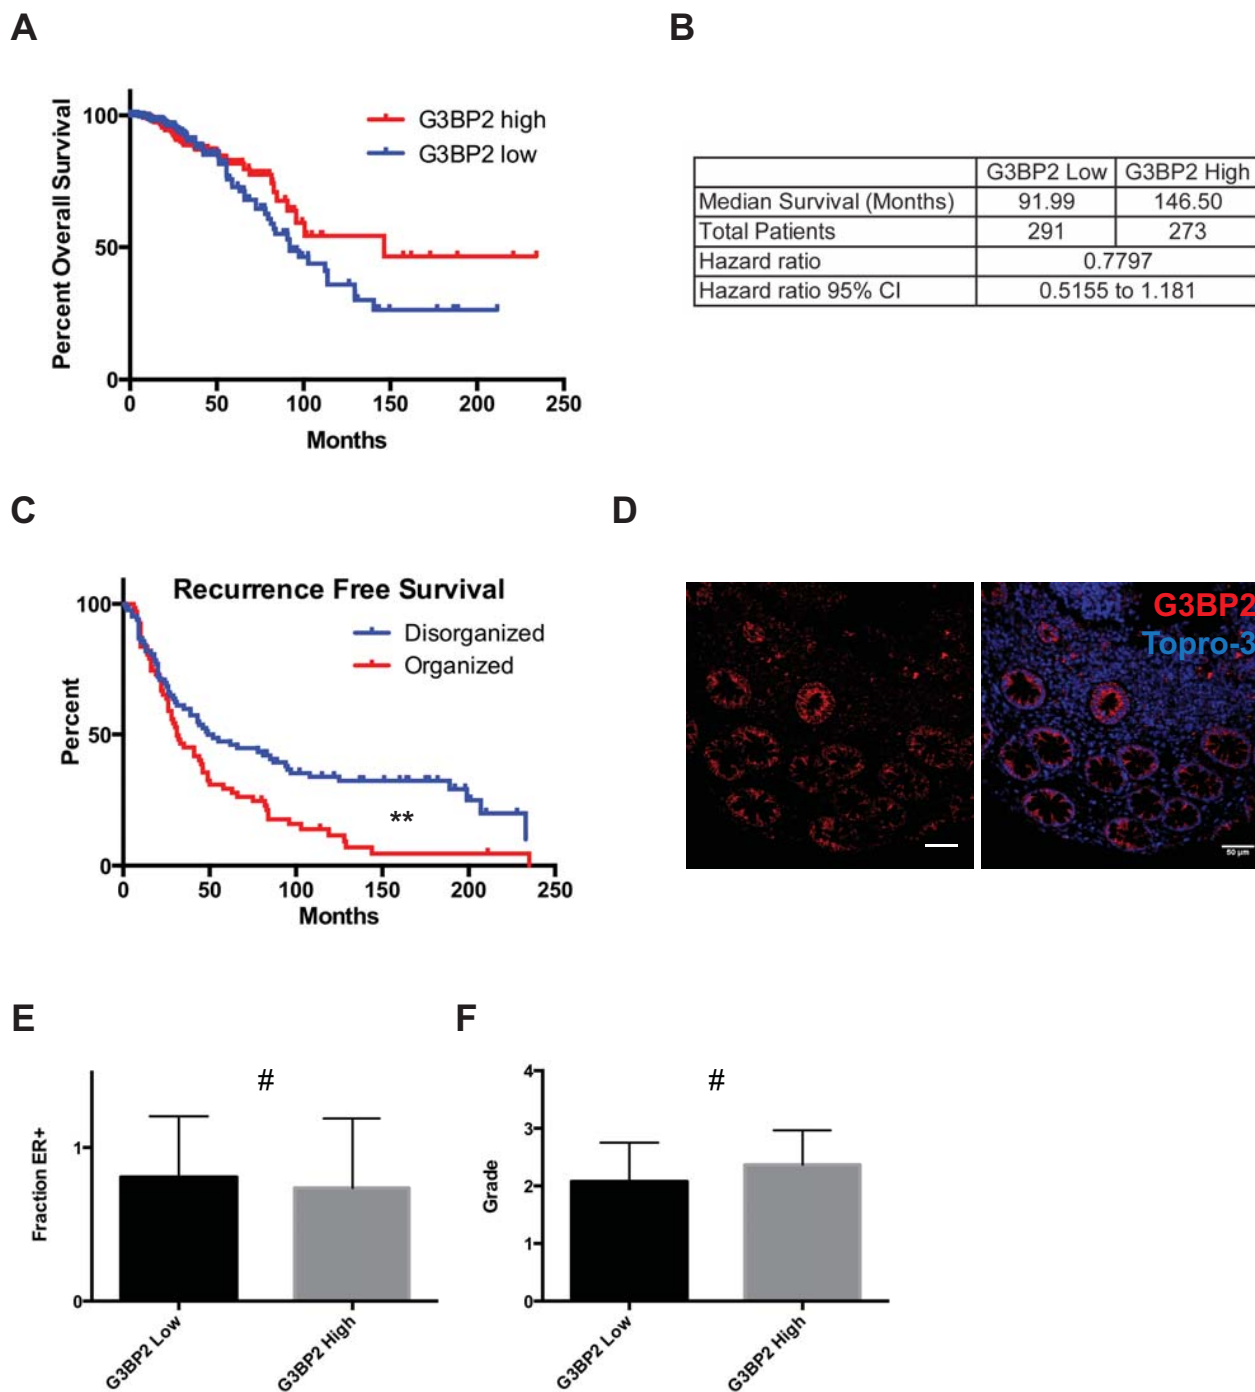 A
B
100
50
0
0 50 100 150 200 250
Percent Overall Survival
Months
G3BP2 high
G3BP2 low
G3BP2 Low G3BP2 High
Median Survival (Months) 91.99 146.50
Total Patients 291 273
Hazard ratio 0.7797
Hazard ratio 95% CI 0.5155 to 1.181
C
D
Recurrence Free Survival
Disorganized
Organized
100
50
0
0 50 100 150 200 250
Percent
Months
**
G3BP2
Topro-3
50 µm
E
F
#
1
0
Fraction ER+
G3BP2 Low
G3BP2 High
#
4
3
2
1
0
Grade
G3BP2 Low
G3BP2 High